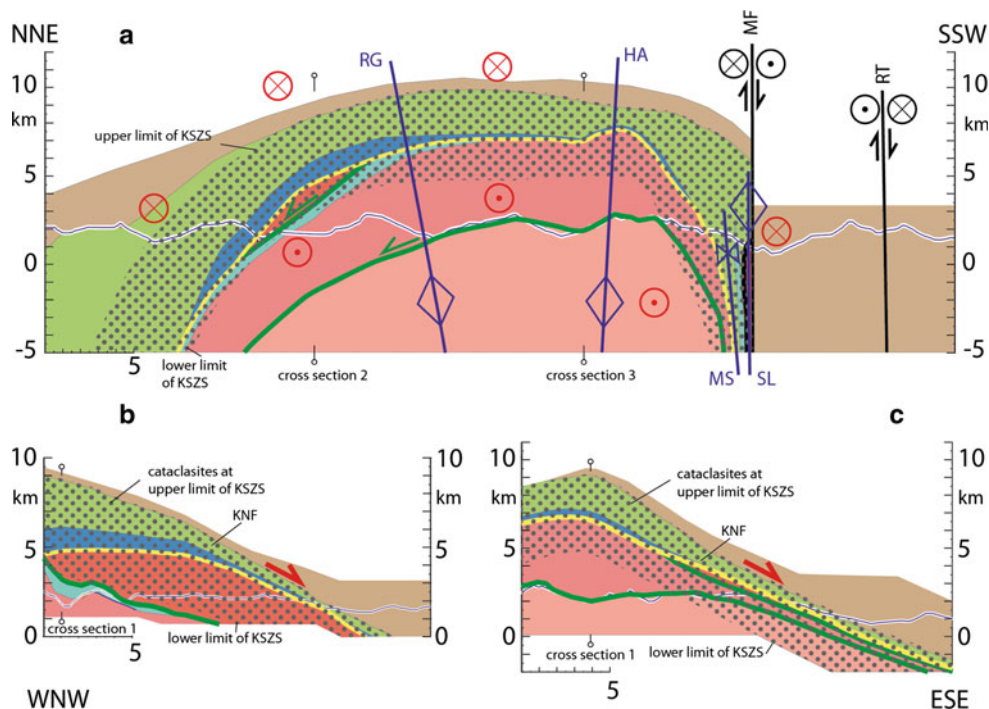 NNE
a
RG
HA
MF
RT
SSW
10
km
5
0
-5
10
km
5
0
-5
upper limit of KSZS
lower limit
of KSZS
5
cross section 2
cross section 3
MS
SL
b
10
km
5
0
10
km
5
0
cataclasites at
upper limit of KSZS
KNF
cross section 1
lower limit of KSZS
5
WNW
c
10
km
5
0
10
km
5
0
cataclasites at
upper limit of KSZS
KNF
cross section 1
lower limit of KSZS
5
ESE